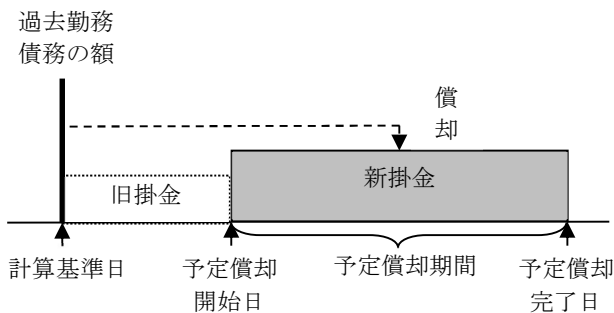 過去勤務
債務の額
償
却
旧掛金
新掛金
計算基準日
予定償却
開始日
予定償却期間
予定償却
完了日